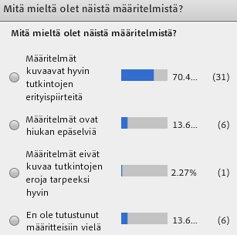 Mitä mieltä olet näistä määritelmistä?
Mitä mieltä olet näistä määritelmistä?
Määritelmät
kuvaavat hyvin
tutkintojen
erityispiirteitä
70.4... (31)
Määritelmät ovat
hiukan epäselviä
13.6... (6)
Määritelmät eivät
kuvaa tutkintojen
eroja tarpeeksi
hyvin
2.27% (1)
En ole tutustunut
määritteisiin vielä
13.6... (6)